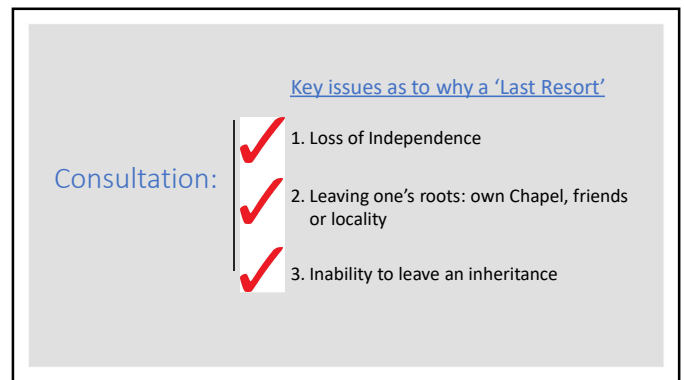 Key issues as to why a ‘Last Resort’
Consultation:
1. Loss of Independence
2. Leaving one’s roots: own Chapel, friends
or locality
3. Inability to leave an inheritance